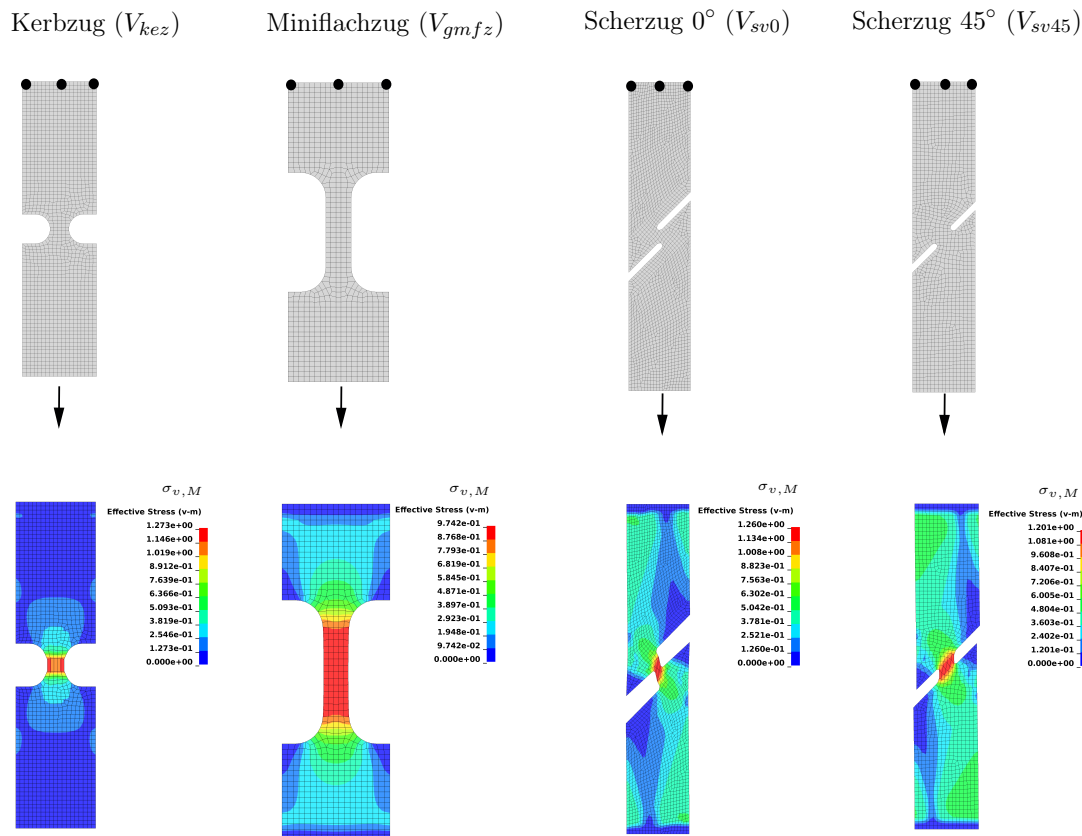 Kerbzug (V_{kez})
Miniflachzug (V_{gmfz})
Scherzug 0° (V_{sv0})
Scherzug 45° (V_{sv45})
σ_{v,M}
Effective Stress (v-m)
1.273e+00
1.146e+00
1.019e+00
8.912e-01
7.639e-01
6.366e-01
5.093e-01
3.819e-01
2.546e-01
1.273e-01
0.000e+00
σ_{v,M}
Effective Stress (v-m)
9.742e-01
8.768e-01
7.793e-01
6.819e-01
5.845e-01
4.871e-01
3.897e-01
2.923e-01
1.948e-01
9.742e-02
0.000e+00
σ_{v,M}
Effective Stress (v-m)
1.260e+00
1.134e+00
1.008e+00
8.823e-01
7.563e-01
6.302e-01
5.042e-01
3.781e-01
2.521e-01
1.260e-01
0.000e+00
σ_{v,M}
Effective Stress (v-m)
1.201e+00
1.081e+00
9.608e-01
8.407e-01
7.206e-01
6.005e-01
4.804e-01
3.603e-01
2.402e-01
1.201e-01
0.000e+00